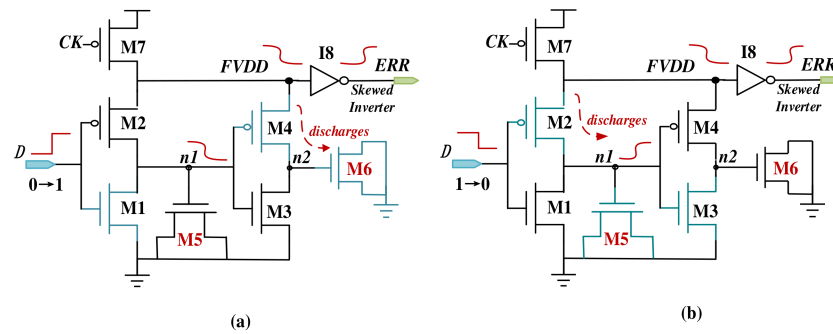 CK M7
FVDD I8 ERR
Skewed
Inverter
M2 M4 discharges
D n1 n2
0→1 M6
M1 M3
M5
(a)
CK M7
FVDD I8 ERR
Skewed
Inverter
M2 discharges M4
D n1 n2
1→0 M6
M1 M3
M5
(b)